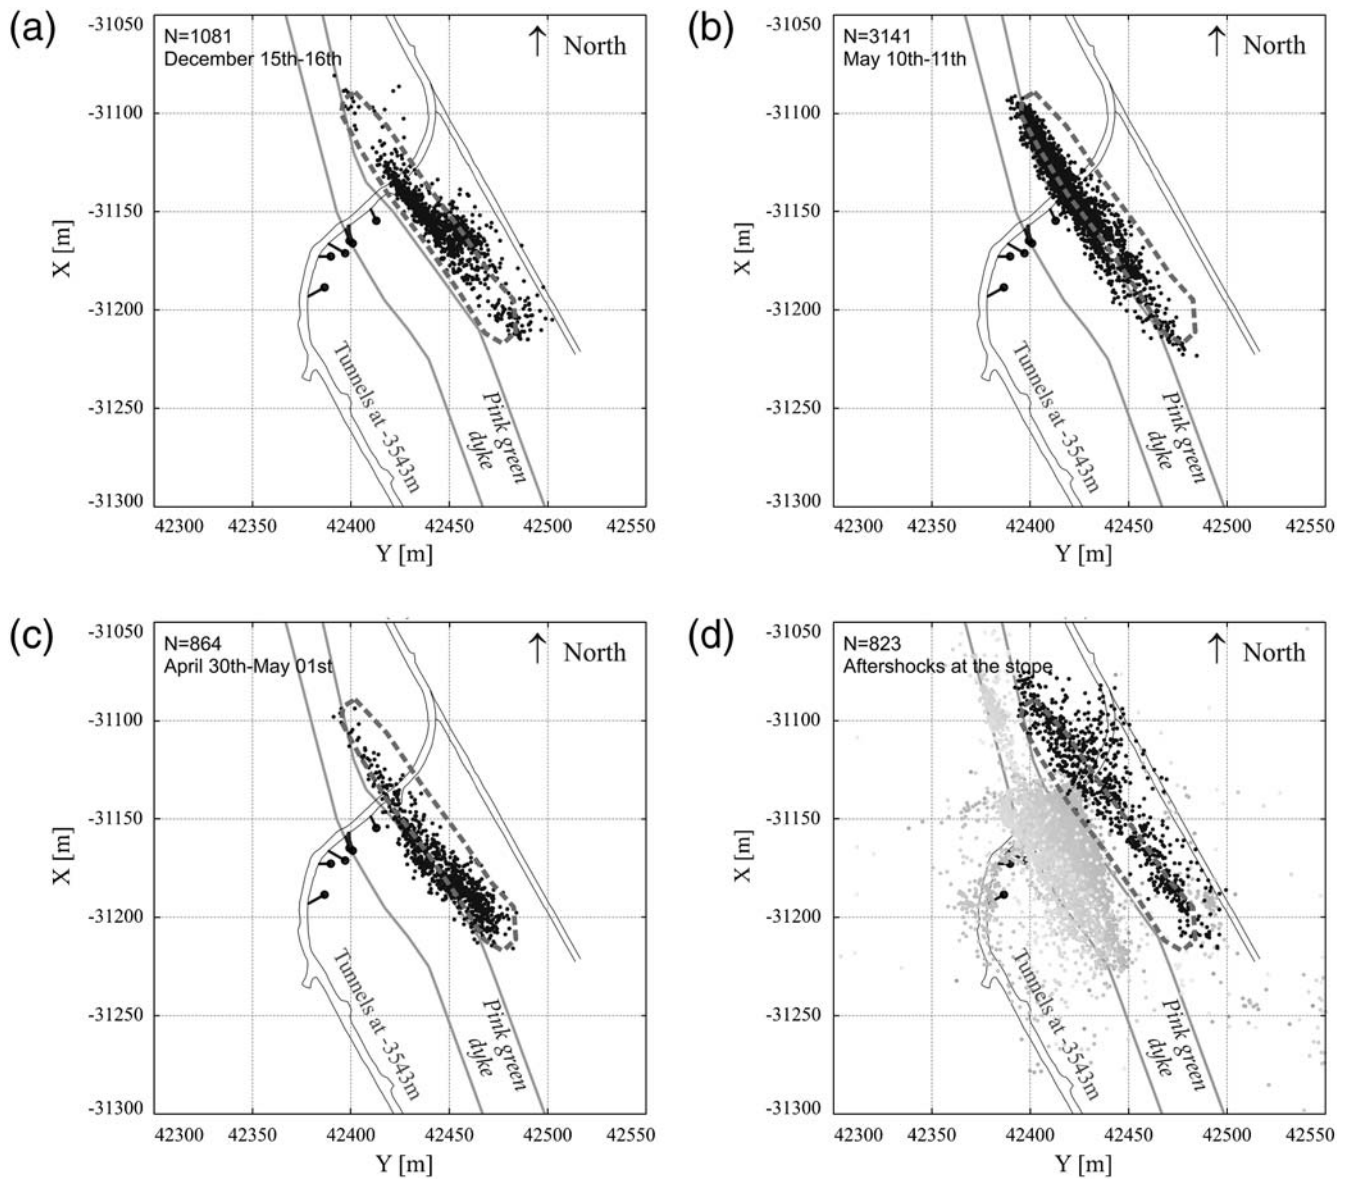 (a)
N=1081
December 15th-16th
North
-31050
-31100
-31150
-31200
-31250
-31300
X [m]
Tunnels at -3543m
Pink green
dyke
42300 42350 42400 42450 42500 42550
Y [m]
(b)
N=3141
May 10th-11th
North
-31050
-31100
-31150
-31200
-31250
-31300
X [m]
Tunnels at -3543m
Pink green
dyke
42300 42350 42400 42450 42500 42550
Y [m]
(c)
N=864
April 30th-May 01st
North
-31050
-31100
-31150
-31200
-31250
-31300
X [m]
Tunnels at -3543m
Pink green
dyke
42300 42350 42400 42450 42500 42550
Y [m]
(d)
N=823
Aftershocks at the stope
North
-31050
-31100
-31150
-31200
-31250
-31300
X [m]
Tunnels at -3543m
Pink green
dyke
42300 42350 42400 42450 42500 42550
Y [m]